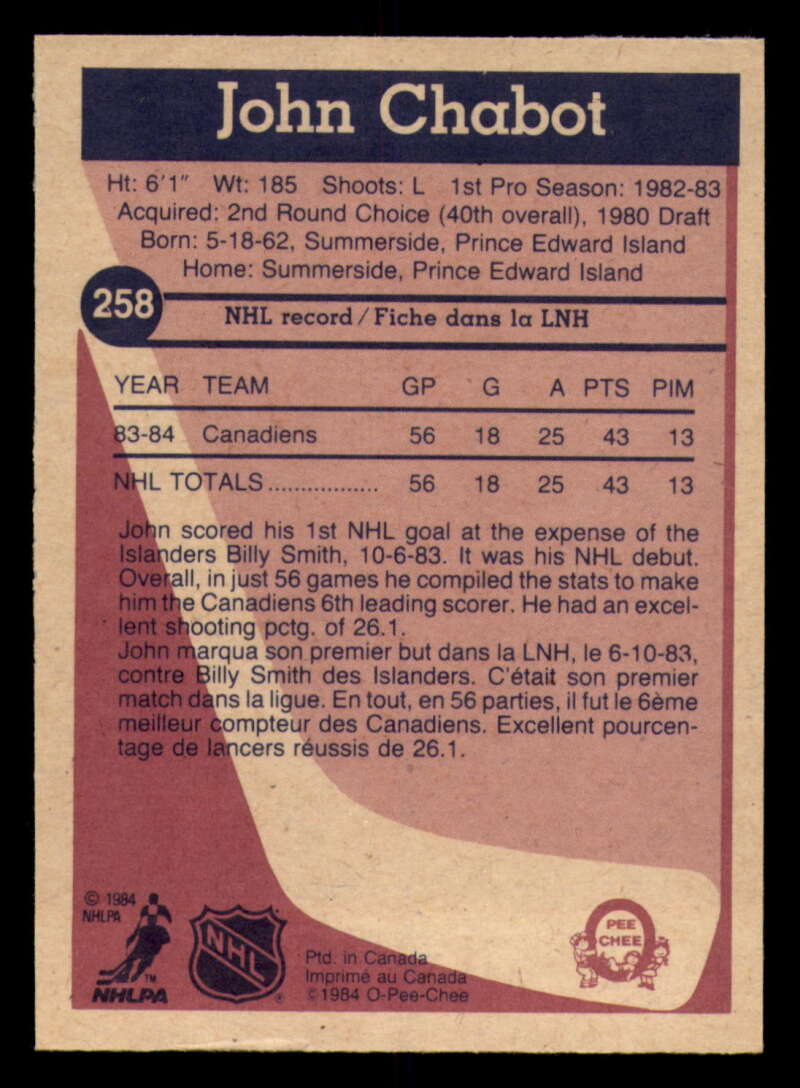 John Chabot
Ht: 6'1" Wt: 185 Shoots: L 1st Pro Season: 1982-83
Acquired: 2nd Round Choice (40th overall), 1980 Draft
Born: 5-18-62, Summerside, Prince Edward Island
Home: Summerside, Prince Edward Island
258
NHL record/Fiche dans la LNH
YEAR TEAM GP G A PTS PIM
83-84 Canadiens 56 18 25 43 13
NHL TOTALS................. 56 18 25 43 13
John scored his 1st NHL goal at the expense of the
Islanders Billy Smith, 10-6-83. It was his NHL debut.
Overall, in just 56 games he compiled the stats to make
him the Canadiens 6th leading scorer. He had an excel-
lent shooting pctg. of 26.1.
John marqua son premier but dans la LNH, le 6-10-83,
contre Billy Smith des Islanders. C'était son premier
match dans la ligue. En tout, en 56 parties, il fut le 6ème
meilleur compteur des Canadiens. Excellent pourcen-
tage de lancers réussis de 26.1.
© 1984
NHLPA
TM
NHLPA
NHL
®
Ptd. in Canada
Imprimé au Canada
©1984 O-Pee-Chee
PEE
CHEE